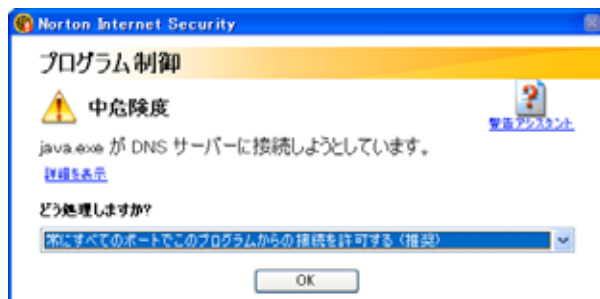 Norton Internet Security
プログラム制御
中危険度
警告アシスタント
java.exe が DNS サーバーに接続しようとしています。
詳細を表示
どう処理しますか?
常にすべてのポートでこのプログラムからの接続を許可する (推奨)
OK